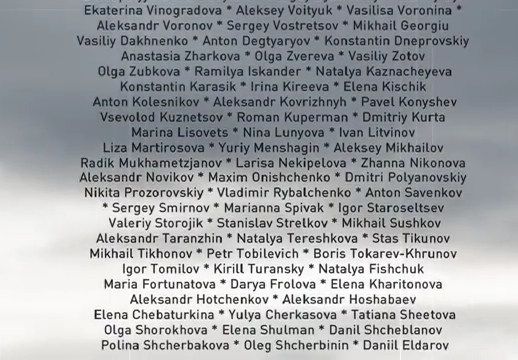 Ekaterina Vinogradova * Aleksey Voityuk * Vasilisa Voronina *
Aleksandr Voronov * Sergey Vostretsov * Mikhail Georgiu
Vasiliy Dakhnenko * Anton Degtyaryov * Konstantin Dneprovskiy
Anastasia Zharkova * Olga Zvereva * Vasiliy Zotov
Olga Zubkova * Ramilya Iskander * Natalya Kaznacheyeva
Konstantin Karasik * Irina Kireeva * Elena Kischik
Anton Kolesnikov * Aleksandr Kovrizhnyh * Pavel Konyshev
Vsevolod Kuznetsov * Roman Kuperman * Dmitriy Kurta
Marina Lisovets * Nina Lunyova * Ivan Litvinov
Liza Martirosova * Yuriy Menshagin * Aleksey Mikhailov
Radik Mukhametzjanov * Larisa Nekipelova * Zhanna Nikonova
Aleksandr Novikov * Maxim Onishchenko * Dmitri Polyanovskiy
Nikita Prozorovskiy * Vladimir Rybalchenko * Anton Savenkov
* Sergey Smirnov * Marianna Spivak * Igor Staroseltsev
Valeriy Storojik * Stanislav Strelkov * Mikhail Sushkov
Aleksandr Taranzhin * Natalya Tereshkova * Stas Tikunov
Mikhail Tikhonov * Petr Tobilevich * Boris Tokarev-Khrunov
Igor Tomilov * Kirill Turansky * Natalya Fishchuk
Maria Fortunatova * Darya Frolova * Elena Kharitonova
Aleksandr Hotchenkov * Aleksandr Hoshabaev
Elena Chebaturkina * Yulya Cherkasova * Tatiana Sheetova
Olga Shorokhova * Elena Shulman * Danil Shcheblanov
Polina Shcherbakova * Oleg Shcherbinin * Daniil Eldarov